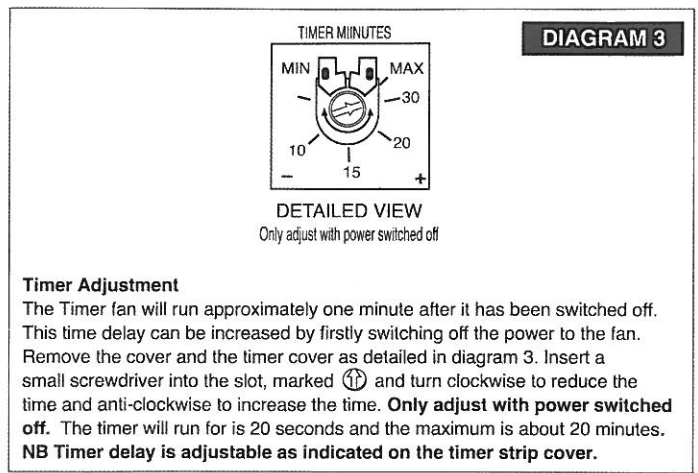 TIMER MIINUTES
DIAGRAM 3
MIN
MAX
30
20
10
15
- +
DETAILED VIEW
Only adjust with power switched off
Timer Adjustment
The Timer fan will run approximately one minute after it has been switched off.
This time delay can be increased by firstly switching off the power to the fan.
Remove the cover and the timer cover as detailed in diagram 3. Insert a
small screwdriver into the slot, marked and turn clockwise to reduce the
time and anti-clockwise to increase the time. Only adjust with power switched
off. The timer will run for is 20 seconds and the maximum is about 20 minutes.
NB Timer delay is adjustable as indicated on the timer strip cover.